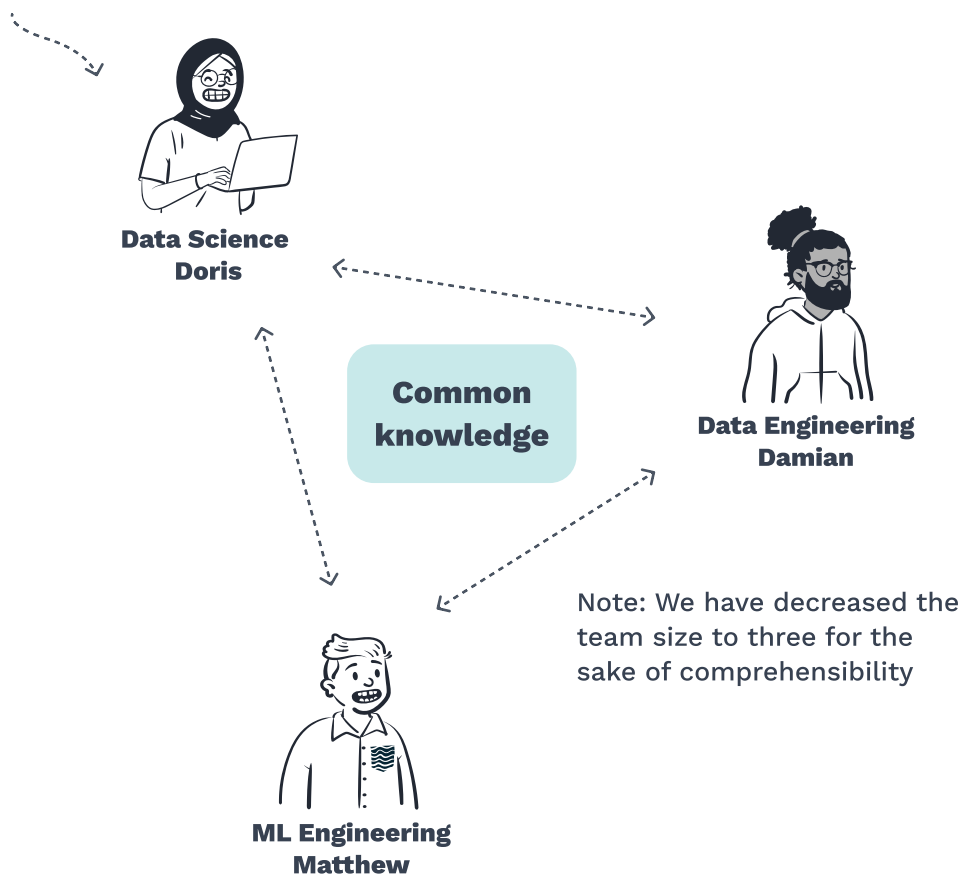 Data Science
Doris
Common
knowledge
Data Engineering
Damian
Note: We have decreased the
team size to three for the
sake of comprehensibility
ML Engineering
Matthew